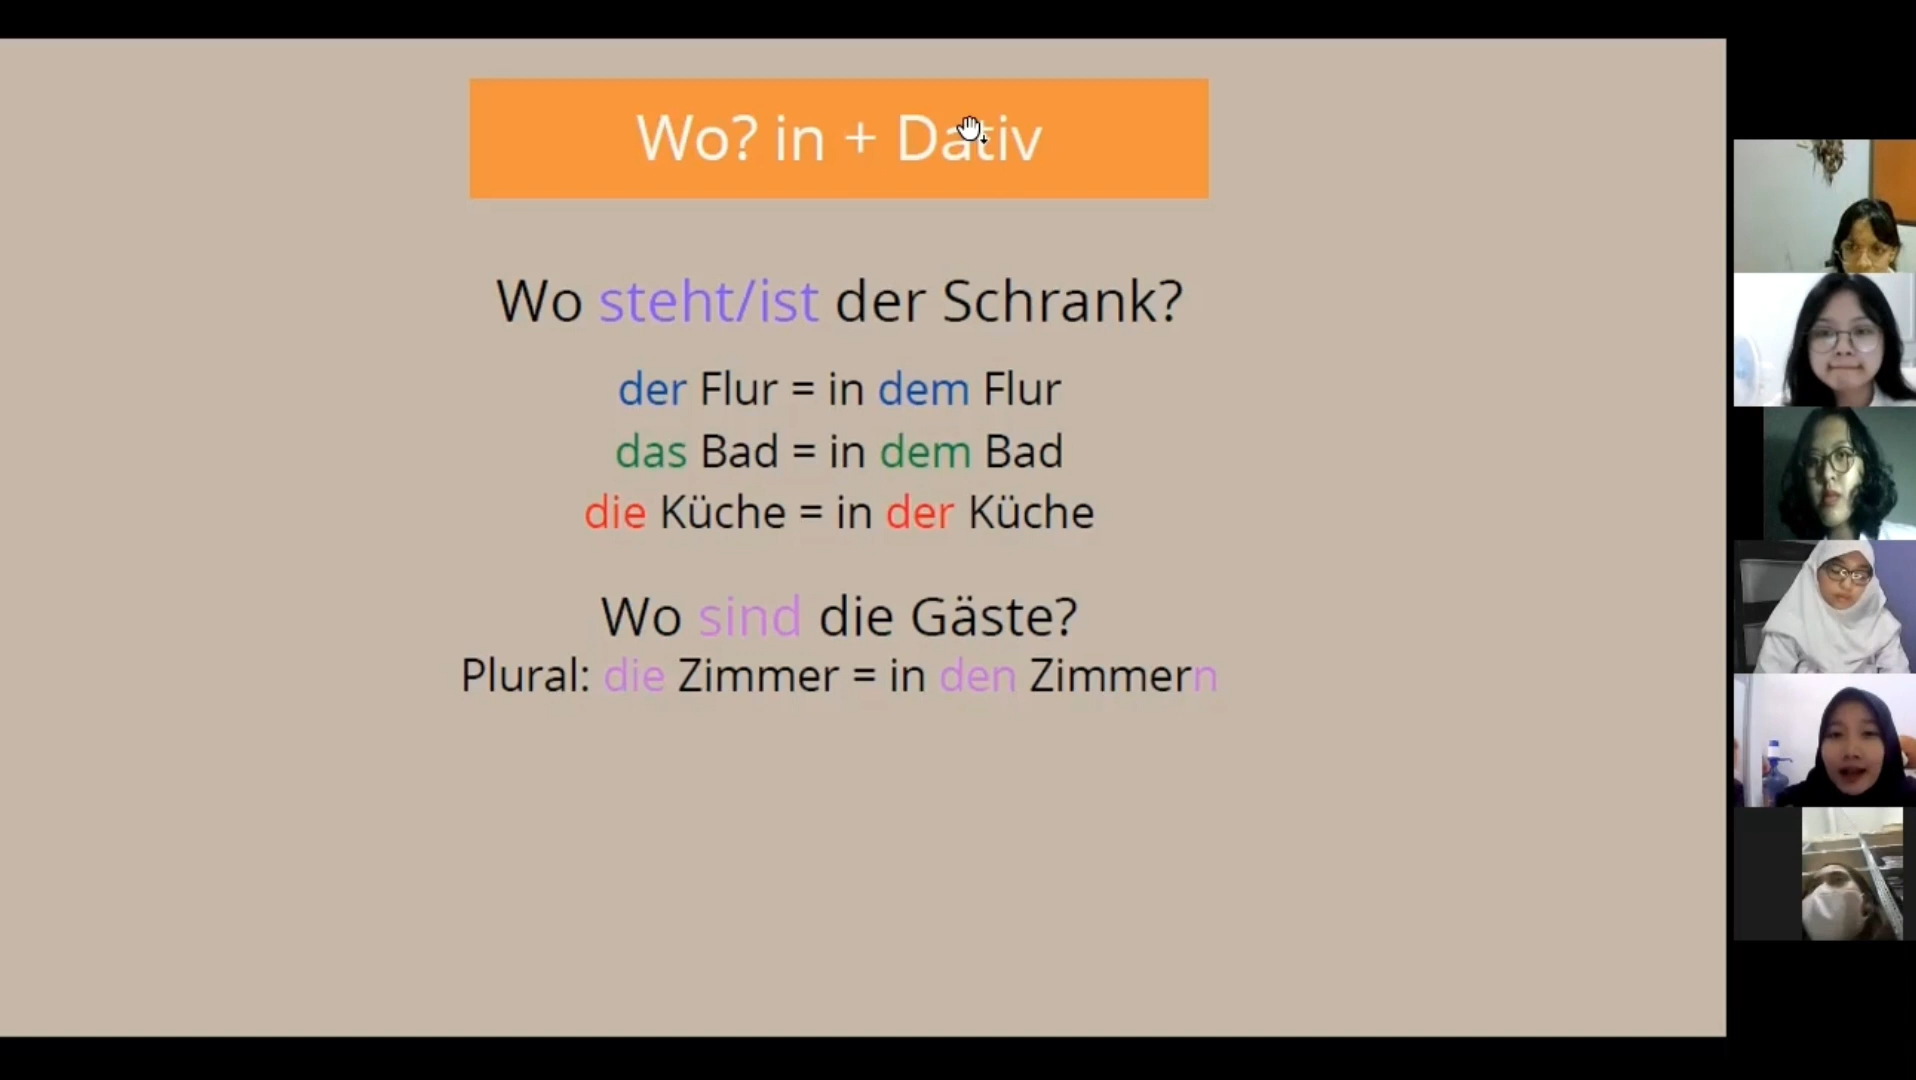 Wo? in + Dativ
Wo steht/ist der Schrank?
der Flur = in dem Flur
das Bad = in dem Bad
die Küche = in der Küche
Wo sind die Gäste?
Plural: die Zimmer = in den Zimmern